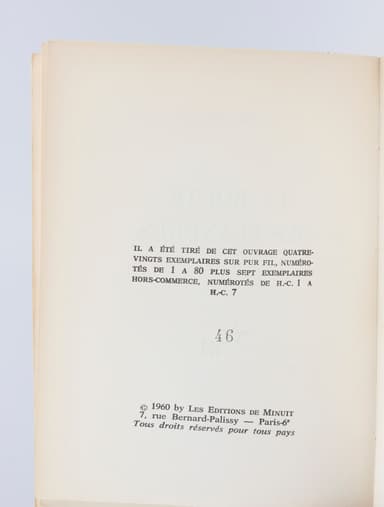 IL A ÉTÉ TIRÉ DE CET OUVRAGE QUATRE-
VINGTS EXEMPLAIRES SUR PUR FIL, NUMÉRO-
TÉS DE 1 A 80 PLUS SEPT EXEMPLAIRES
HORS-COMMERCE, NUMÉROTÉS DE H.-C. 1 A
H.-C. 7
46
© 1960 by LES EDITIONS DE MINUIT
7, rue Bernard-Palissy — Paris-6e
Tous droits réservés pour tous pays